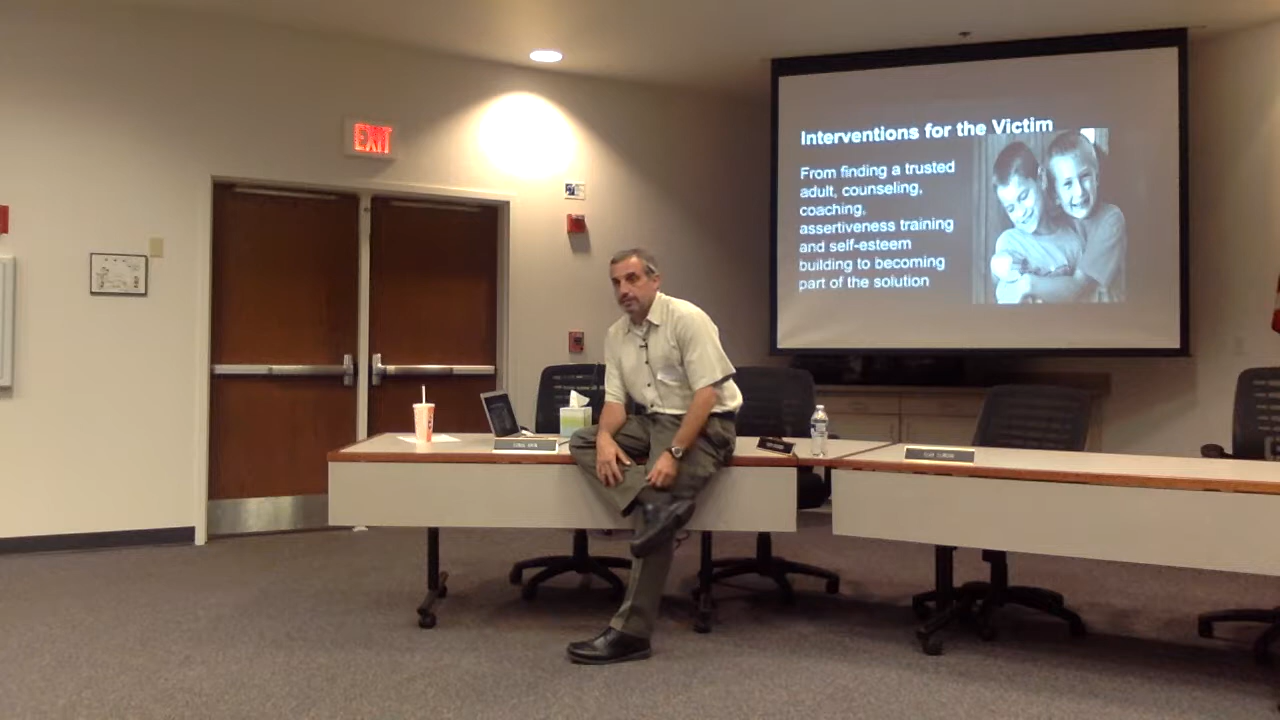 EXIT
Interventions for the Victim
From finding a trusted
adult, counseling,
coaching,
assertiveness training
and self-esteem
building to becoming
part of the solution